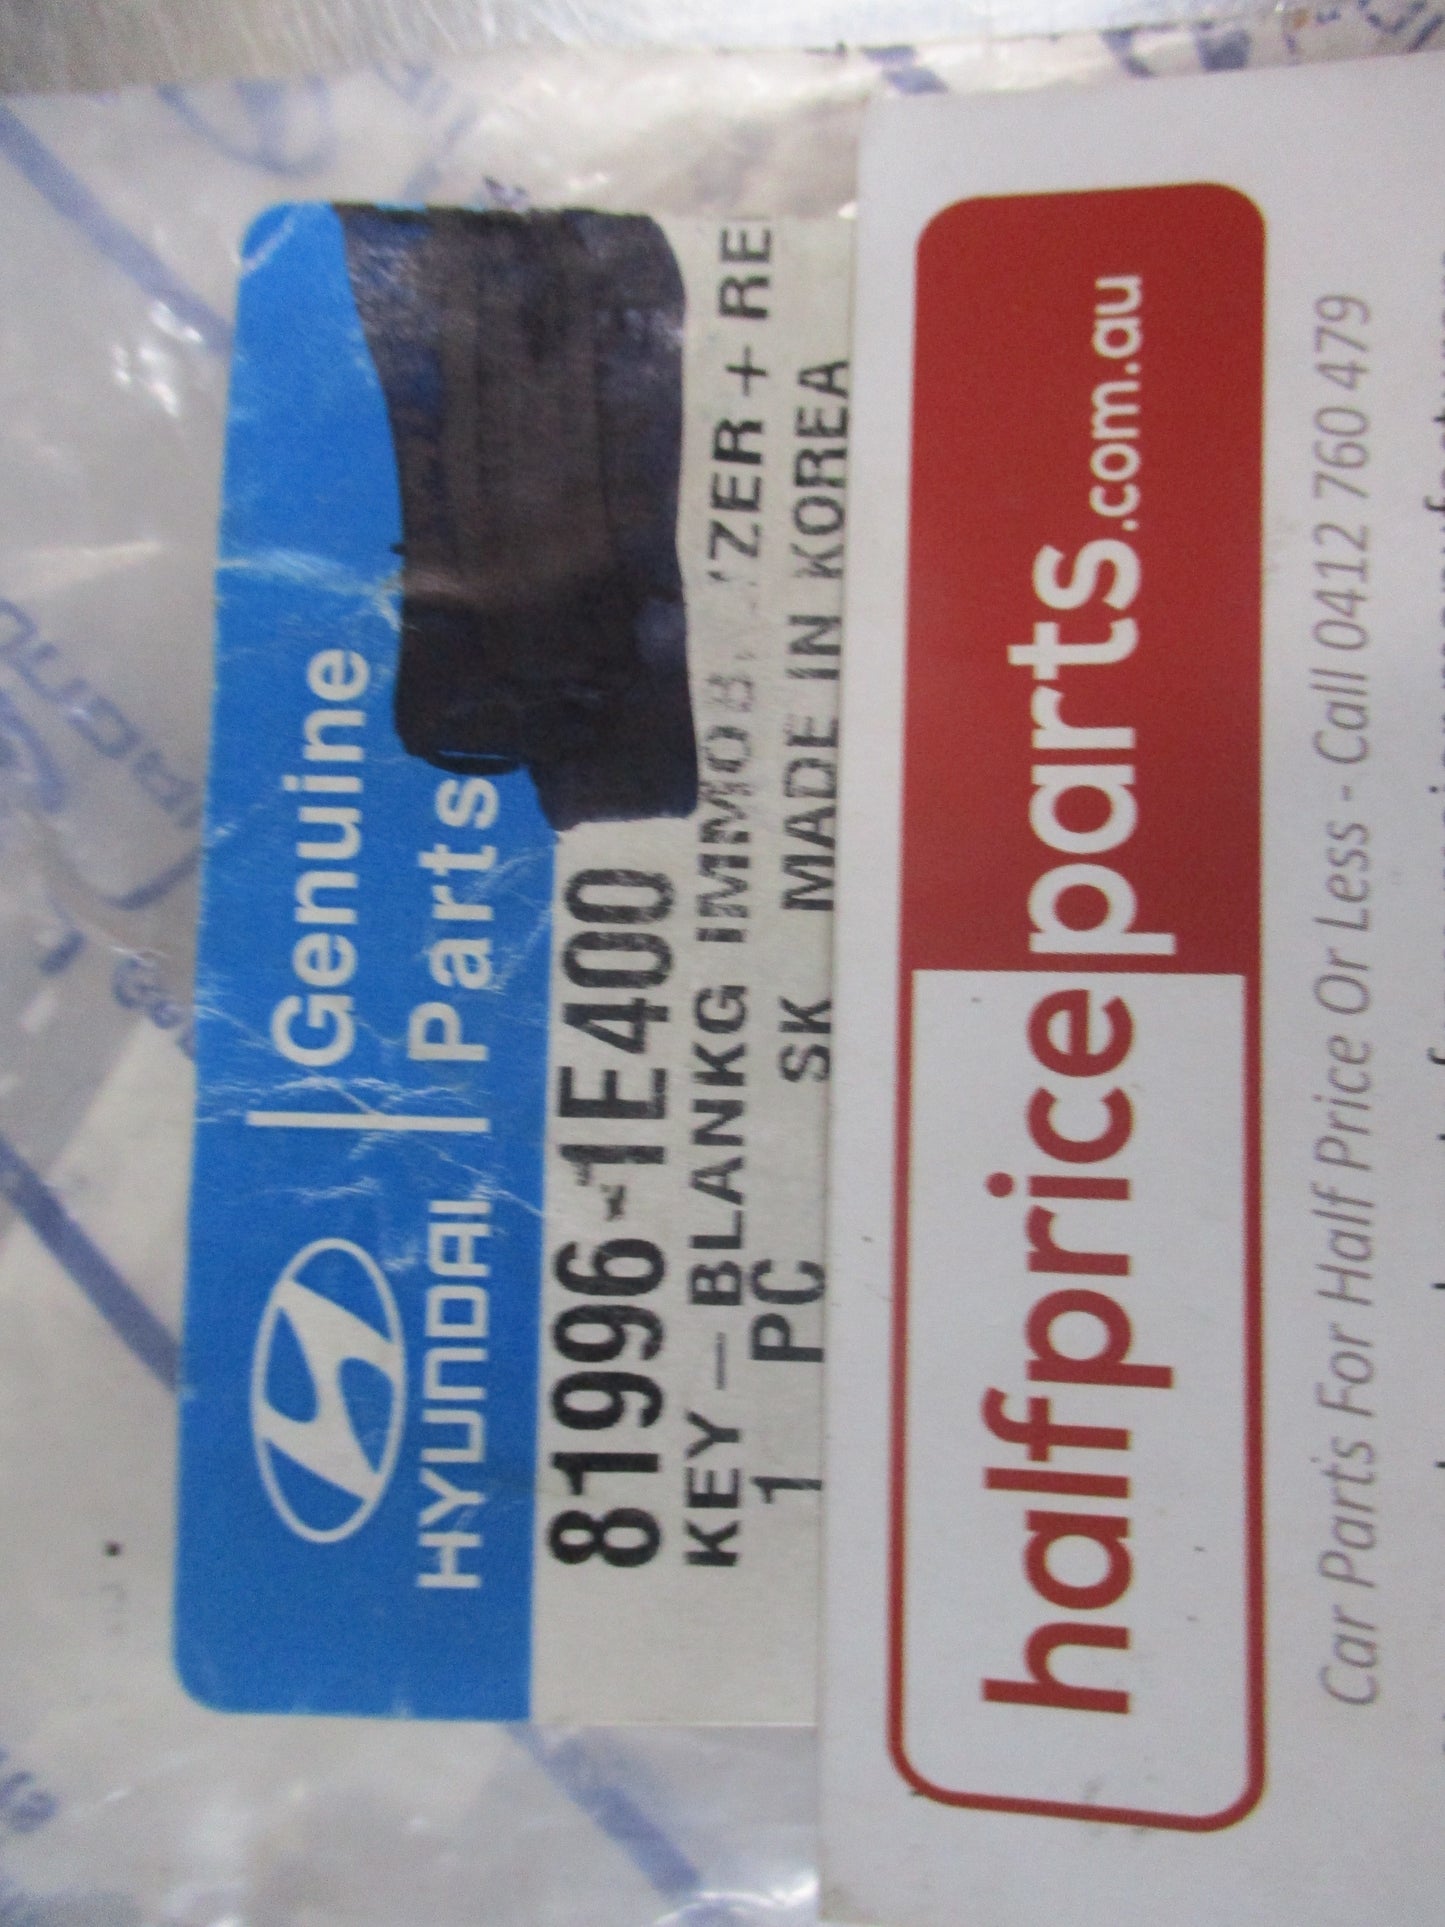 HYUNDAI | Genuine
Parts
81996-1E400
KEY – BLANKG IMMOB ZER + RE
1 PC SK MADE IN KOREA
halfpriceparts.com.au
Car Parts For Half Price Or Less - Call 0412 760 479